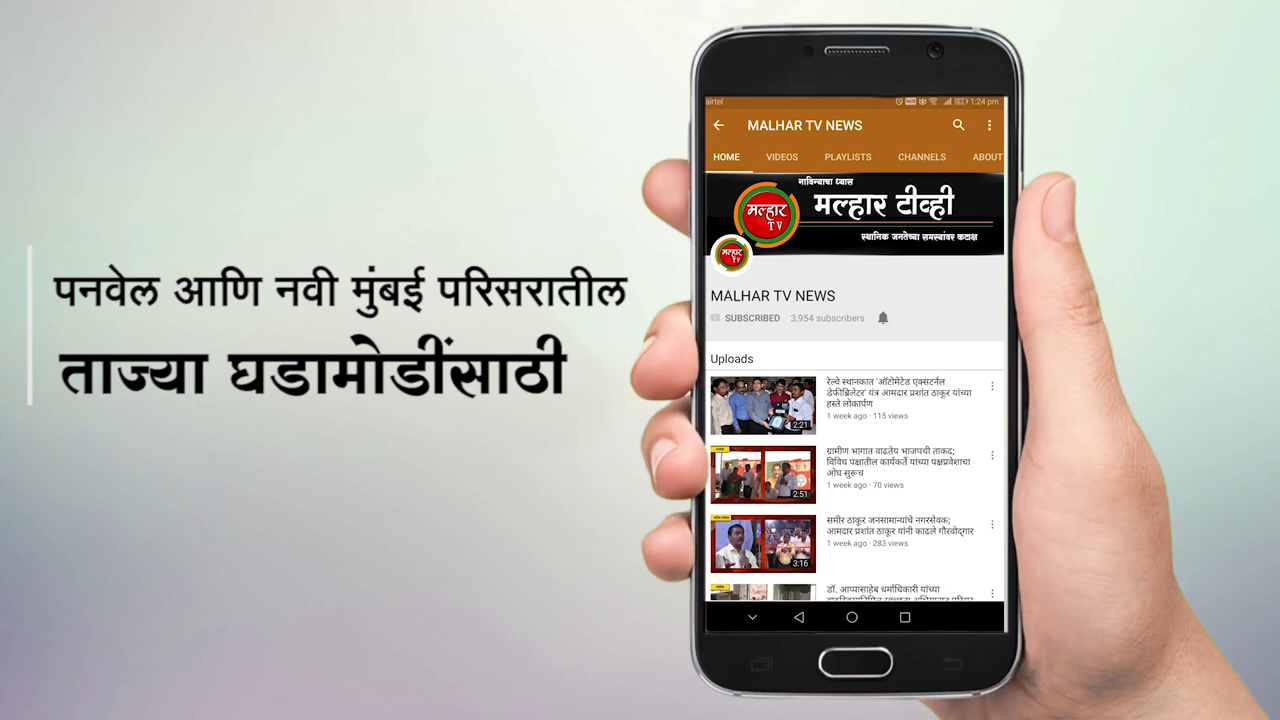 पनवेल आणि नवी मुंबई परिसरातील
ताज्या घडामोडींसाठी
airtel
1:24 pm
MALHAR TV NEWS
HOME VIDEOS PLAYLISTS CHANNELS ABOUT
नाविन्याचा ध्यास
मल्हार टीव्ही
मल्हार
TV
स्थानिक जनतेच्या समस्यांवर कटाक्ष
मल्हार
TV
MALHAR TV NEWS
SUBSCRIBED 3,954 subscribers
Uploads
रेल्वे स्थानकात 'ऑटोमेटेड एक्सटर्नल
डेफीब्रिलेटर' यंत्र आमदार प्रशांत ठाकूर यांच्या
हस्ते लोकार्पण
1 week ago · 115 views
2:21
ग्रामीण भागात वाढतेय भाजपची ताकद;
विविध पक्षातील कार्यकर्ते यांच्या पक्षप्रवेशाचा
ओघ सुरूच
1 week ago · 70 views
2:51
समीर ठाकूर जनसामान्यांचे नगरसेवक;
आमदार प्रशांत ठाकूर यांनी काढले गौरवोद्गार
1 week ago · 283 views
3:16
डॉ. आप्पासाहेब धर्माधिकारी यांच्या